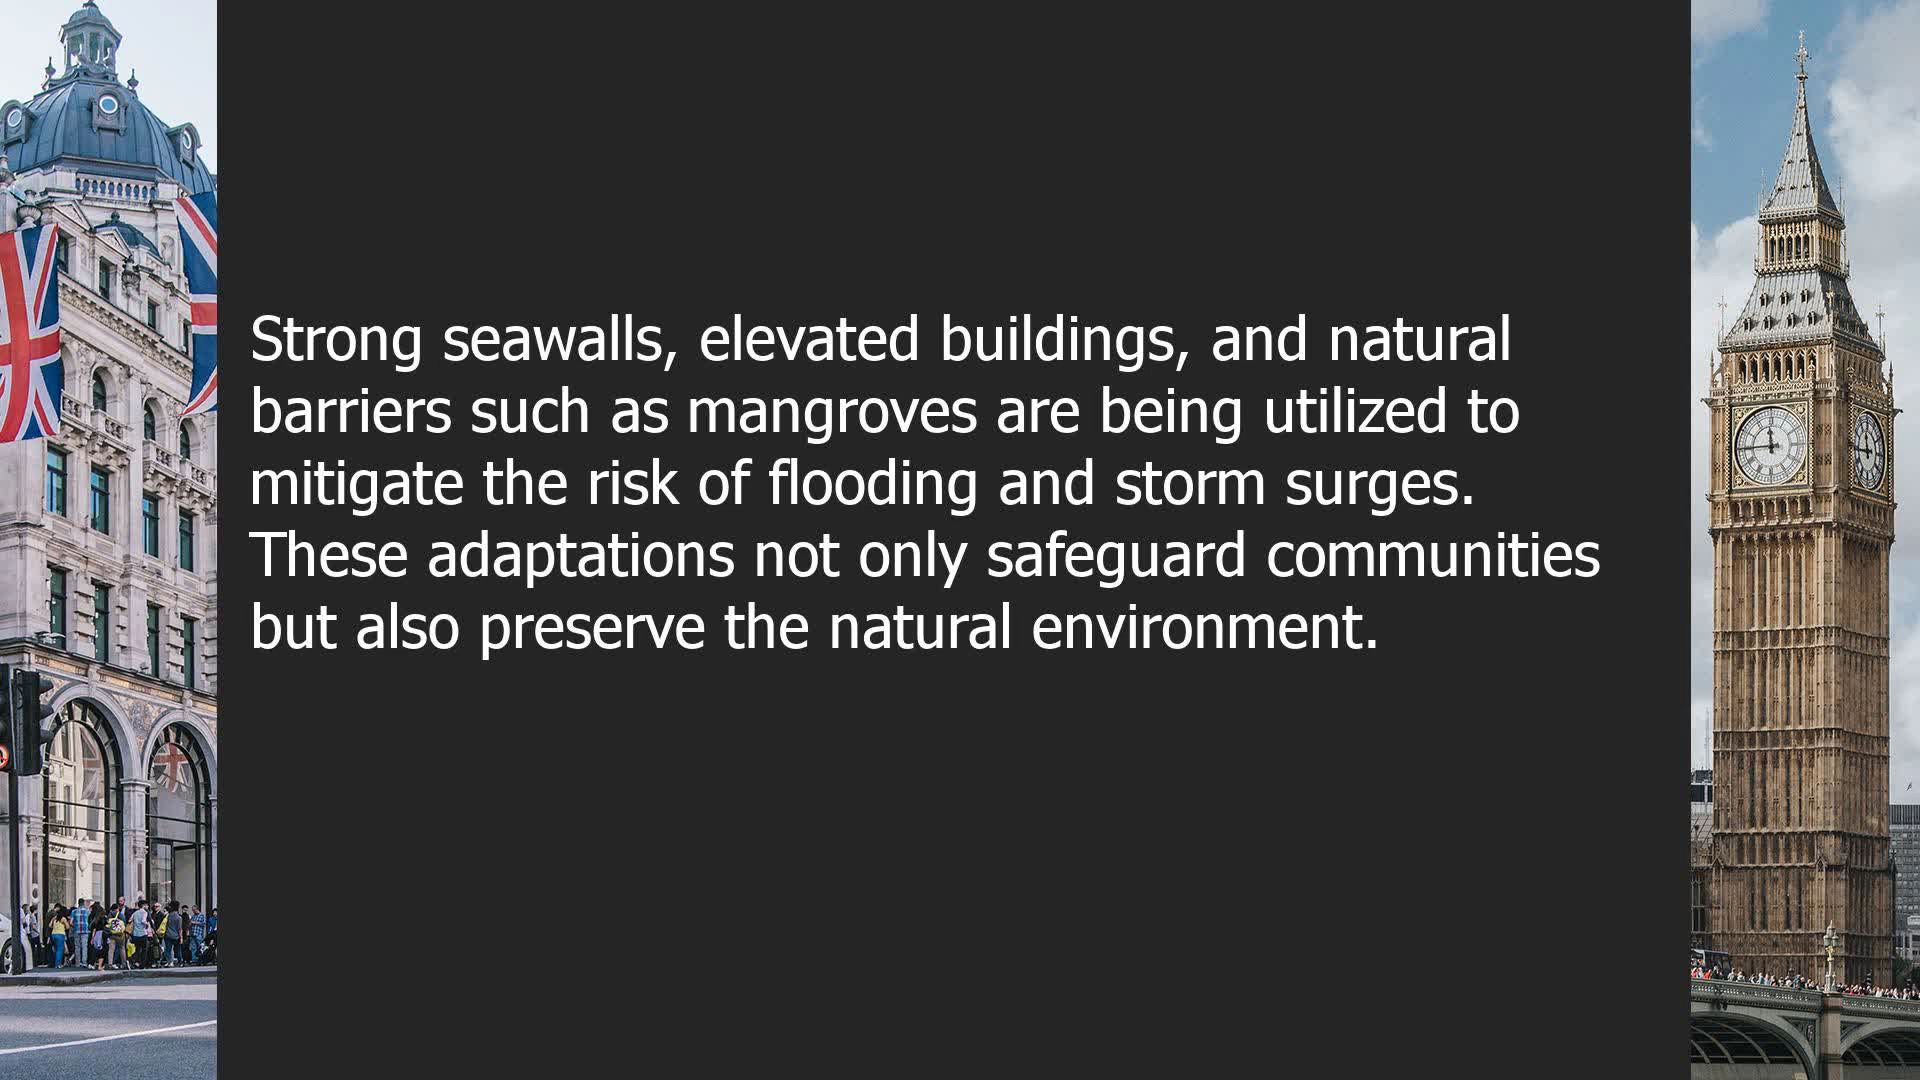 Strong seawalls, elevated buildings, and natural
barriers such as mangroves are being utilized to
mitigate the risk of flooding and storm surges.
These adaptations not only safeguard communities
but also preserve the natural environment.